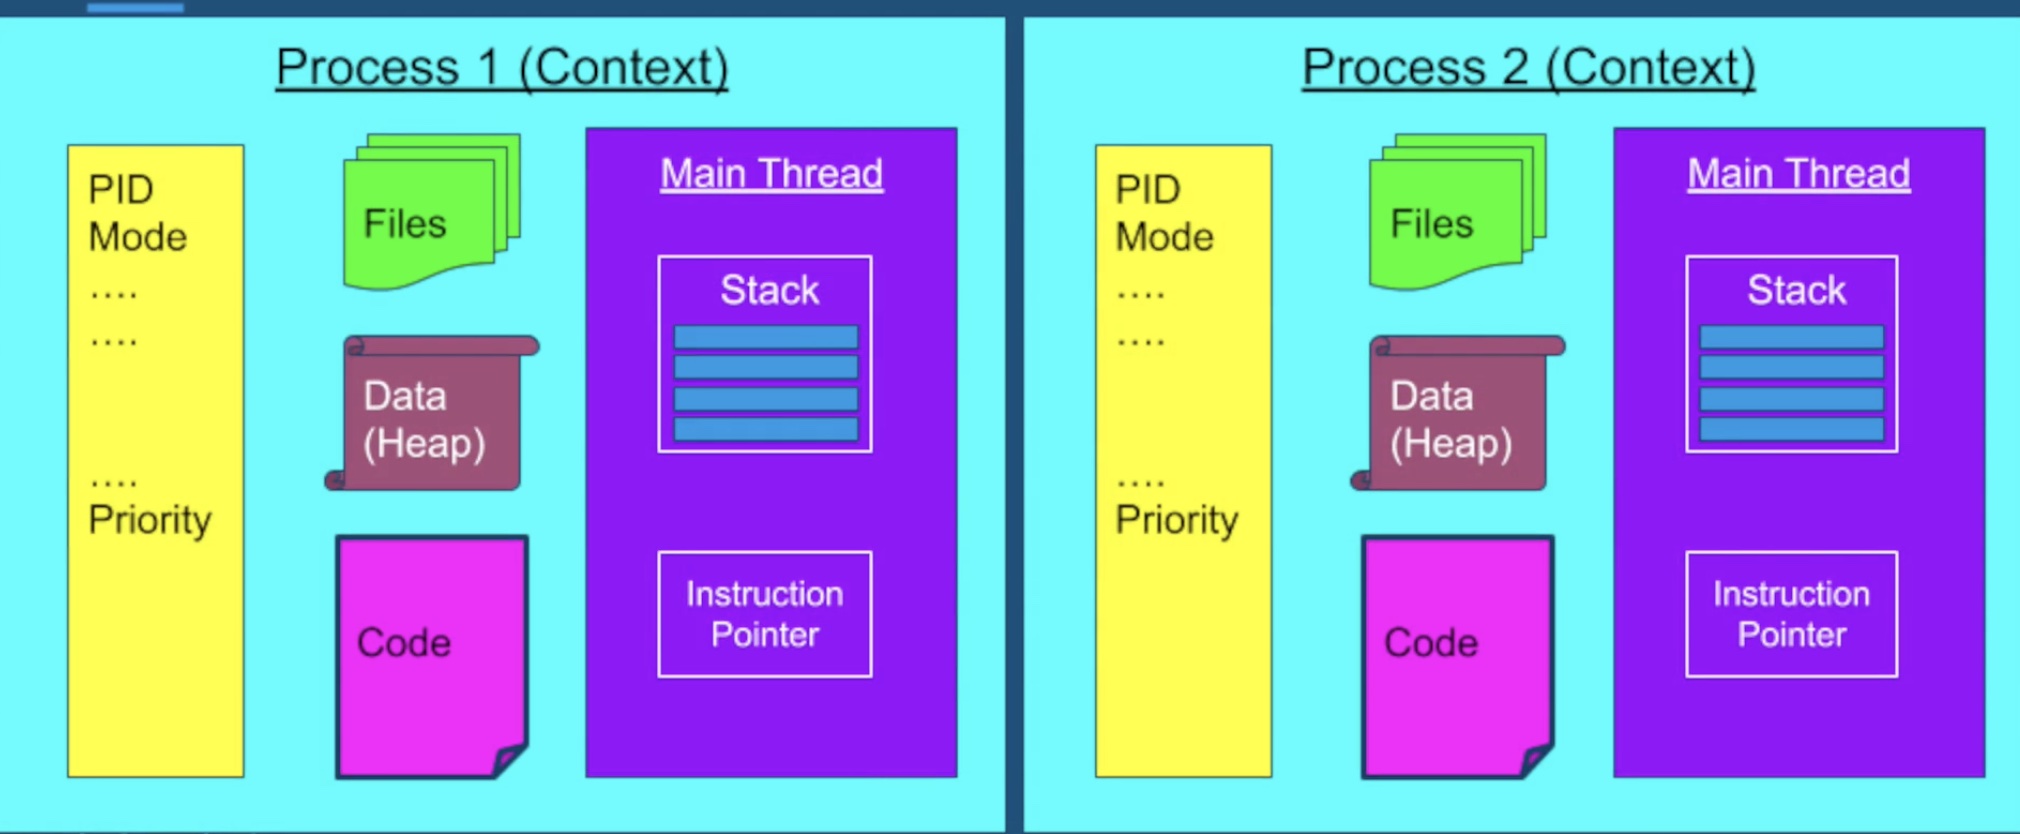 Process 1 (Context)
PID
Mode
....
....
....
Priority
Files
Data
(Heap)
Code
Main Thread
Stack
Instruction
Pointer
Process 2 (Context)
PID
Mode
....
....
....
Priority
Files
Data
(Heap)
Code
Main Thread
Stack
Instruction
Pointer